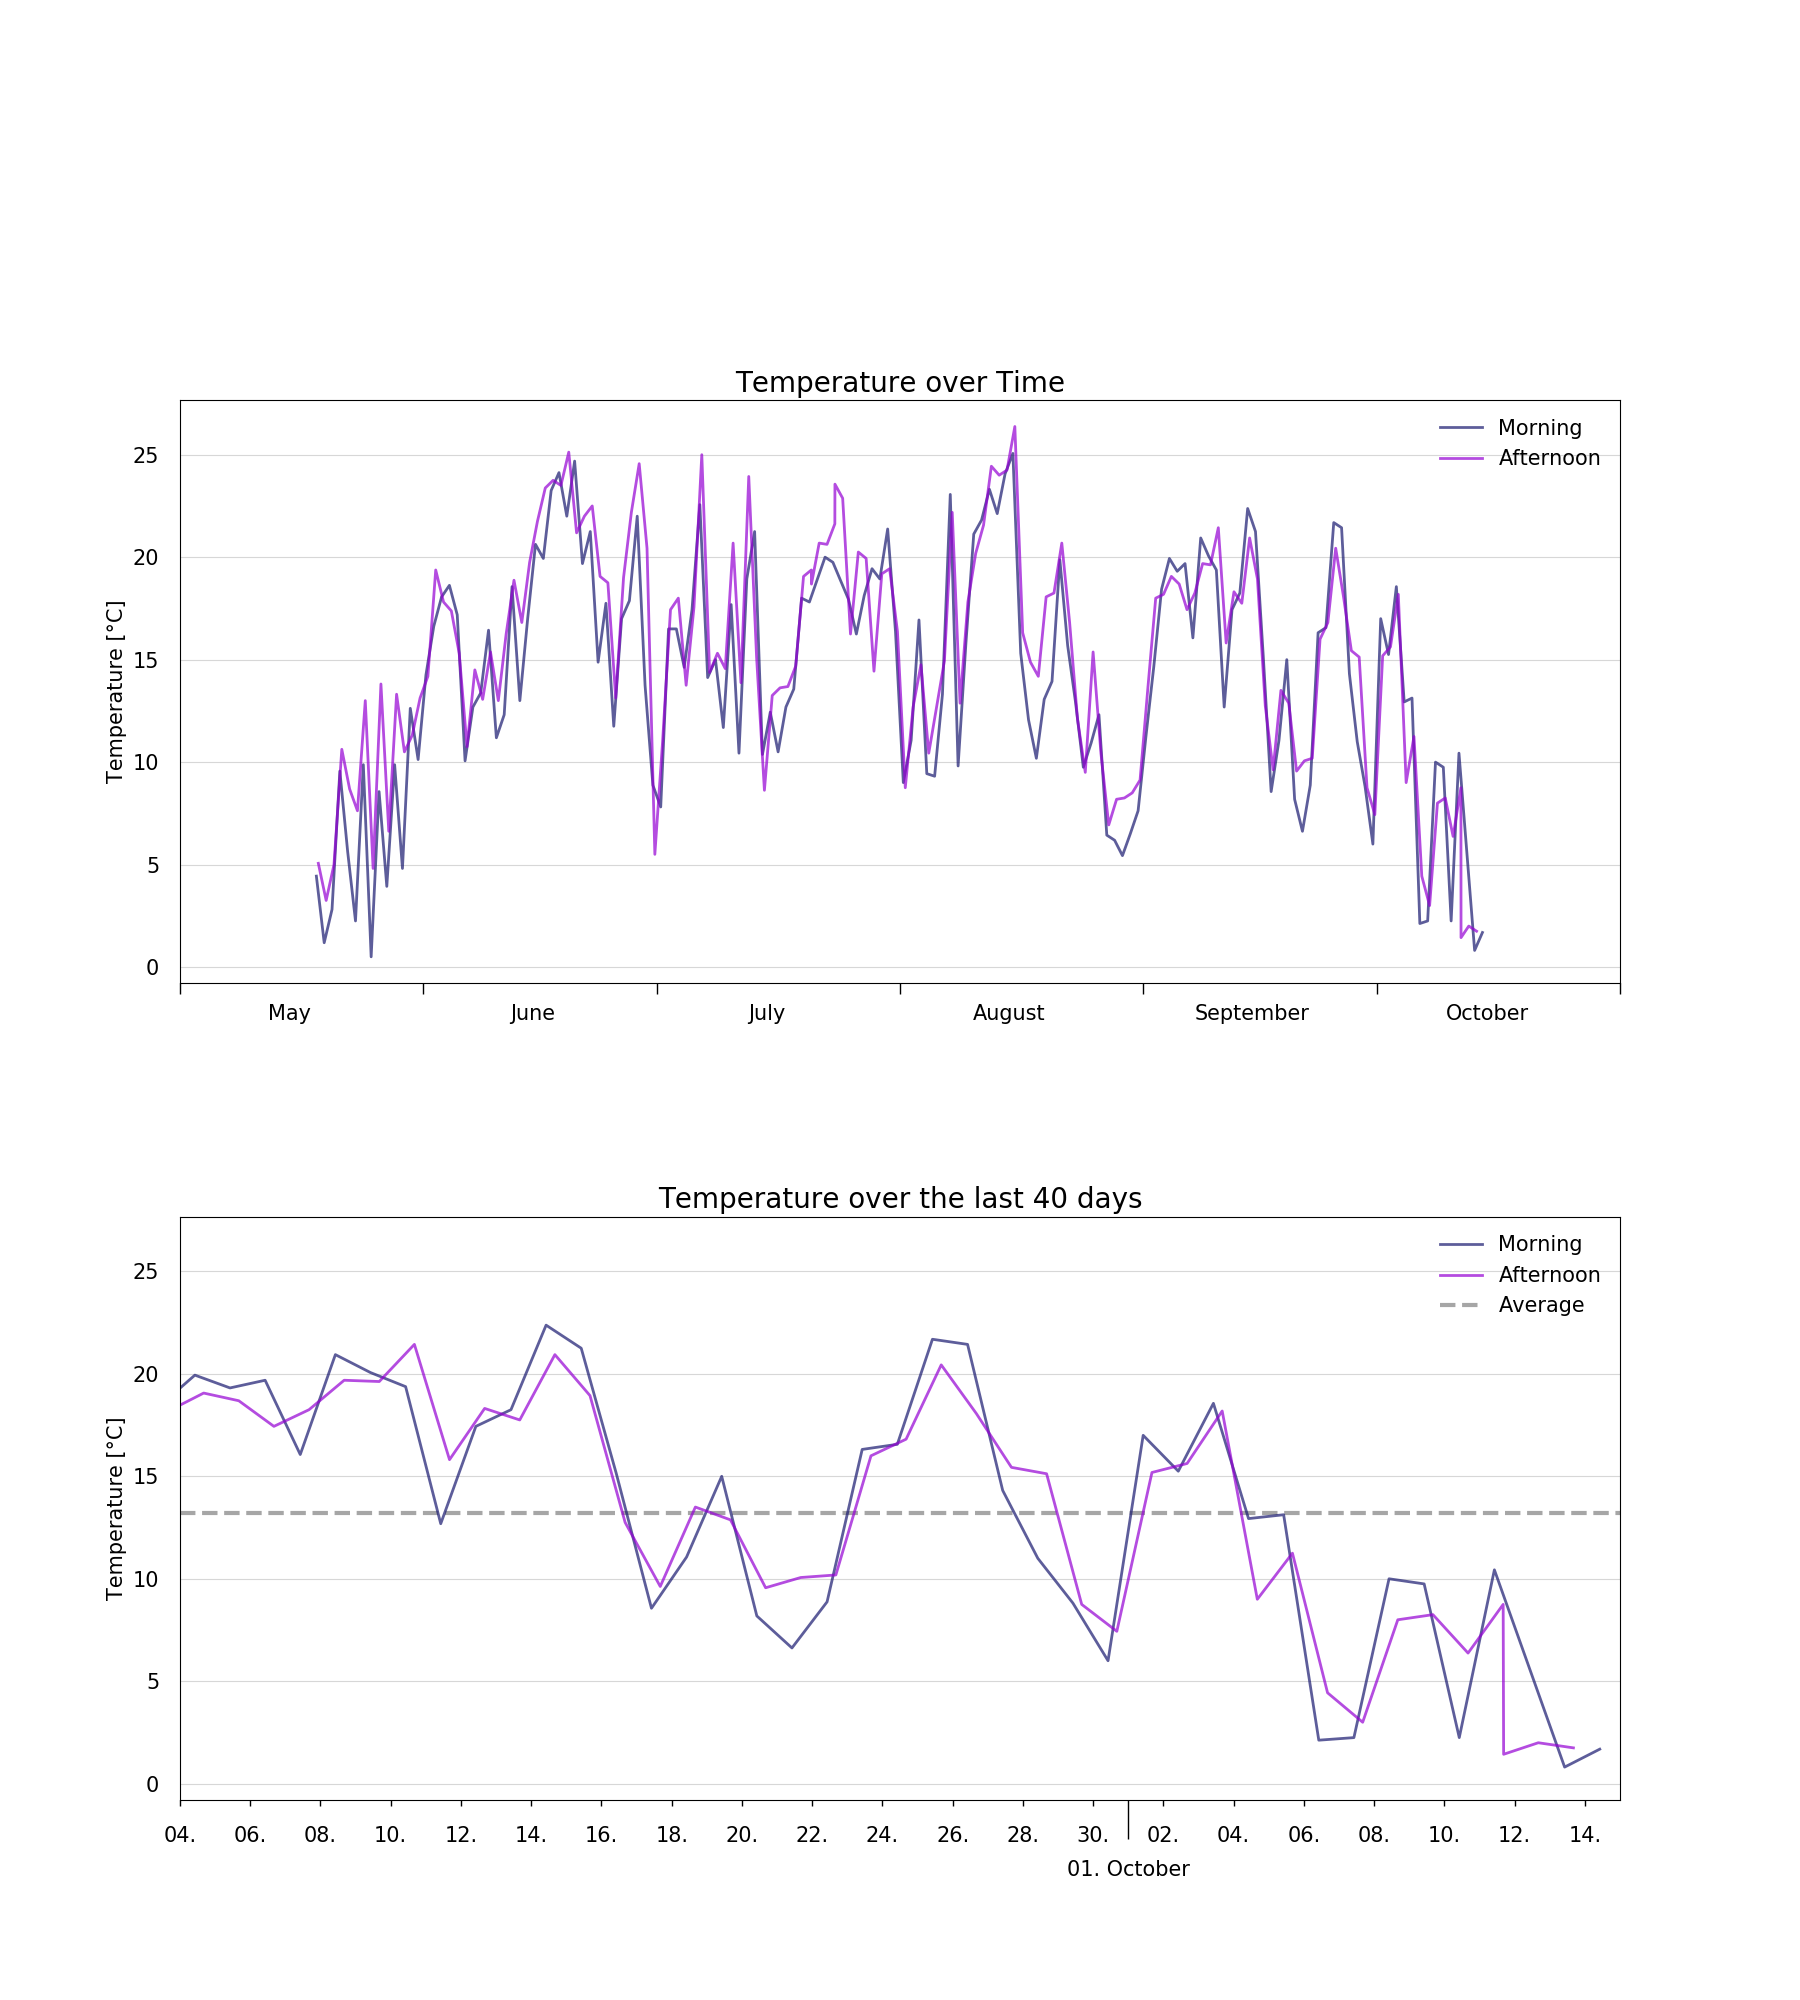 Temperature over Time
Morning
Afternoon
25
20
15
10
5
0
Temperature [°C]
May June July August September October
Temperature over the last 40 days
Morning
Afternoon
Average
25
20
15
10
5
0
Temperature [°C]
04. 06. 08. 10. 12. 14. 16. 18. 20. 22. 24. 26. 28. 30. 02. 04. 06. 08. 10. 12. 14.
01. October